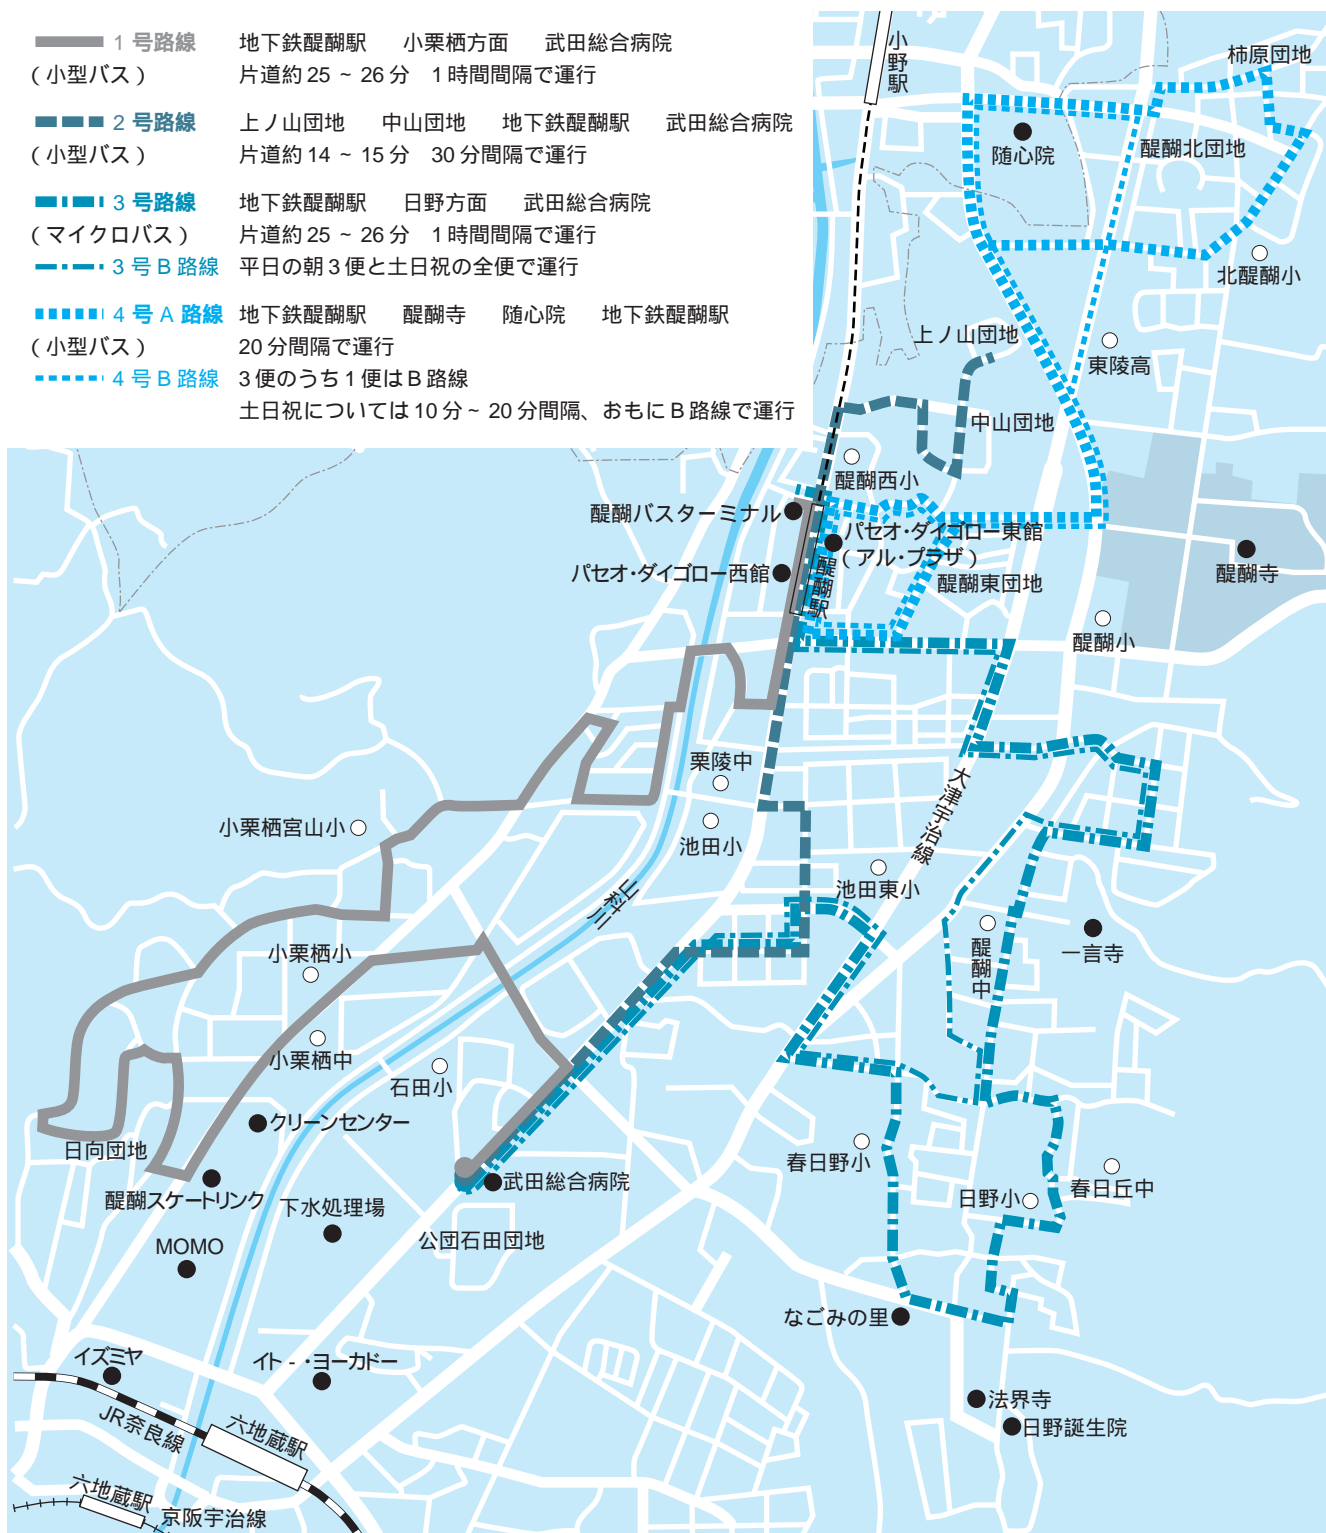 1 号路線 地下鉄醍醐駅 小栗栖方面 武田総合病院
(小型バス) 片道約 25 ~ 26 分 1 時間間隔で運行
2 号路線 上ノ山団地 中山団地 地下鉄醍醐駅 武田総合病院
(小型バス) 片道約 14 ~ 15 分 30 分間隔で運行
3 号路線 地下鉄醍醐駅 日野方面 武田総合病院
(マイクロバス) 片道約 25 ~ 26 分 1 時間間隔で運行
3 号 B 路線 平日の朝 3 便と土日祝の全便で運行
4 号 A 路線 地下鉄醍醐駅 醍醐寺 随心院 地下鉄醍醐駅
(小型バス) 20 分間隔で運行
4 号 B 路線 3 便のうち 1 便は B 路線
土日祝については 10 分 ~ 20 分間隔、おもに B 路線で運行
小野駅
柿原団地
随心院
醍醐北団地
北醍醐小
上ノ山団地
東陵高
中山団地
醍醐西小
醍醐バスターミナル
パセオ・ダイゴロー東館
(アル・プラザ)
パセオ・ダイゴロー西館
醍醐駅
醍醐東団地
醍醐寺
醍醐小
栗陵中
大津宇治線
小栗栖宮山小
池田小
池田東小
山科川
小栗栖小
醍醐中
一言寺
小栗栖中
石田小
クリーンセンター
日向団地
春日野小
武田総合病院
春日丘中
醍醐スケートリンク
下水処理場
日野小
公団石田団地
MOMO
なごみの里
イズミヤ
イト-・ヨーカドー
法界寺
JR奈良線
六地蔵駅
日野誕生院
六地蔵駅
京阪宇治線